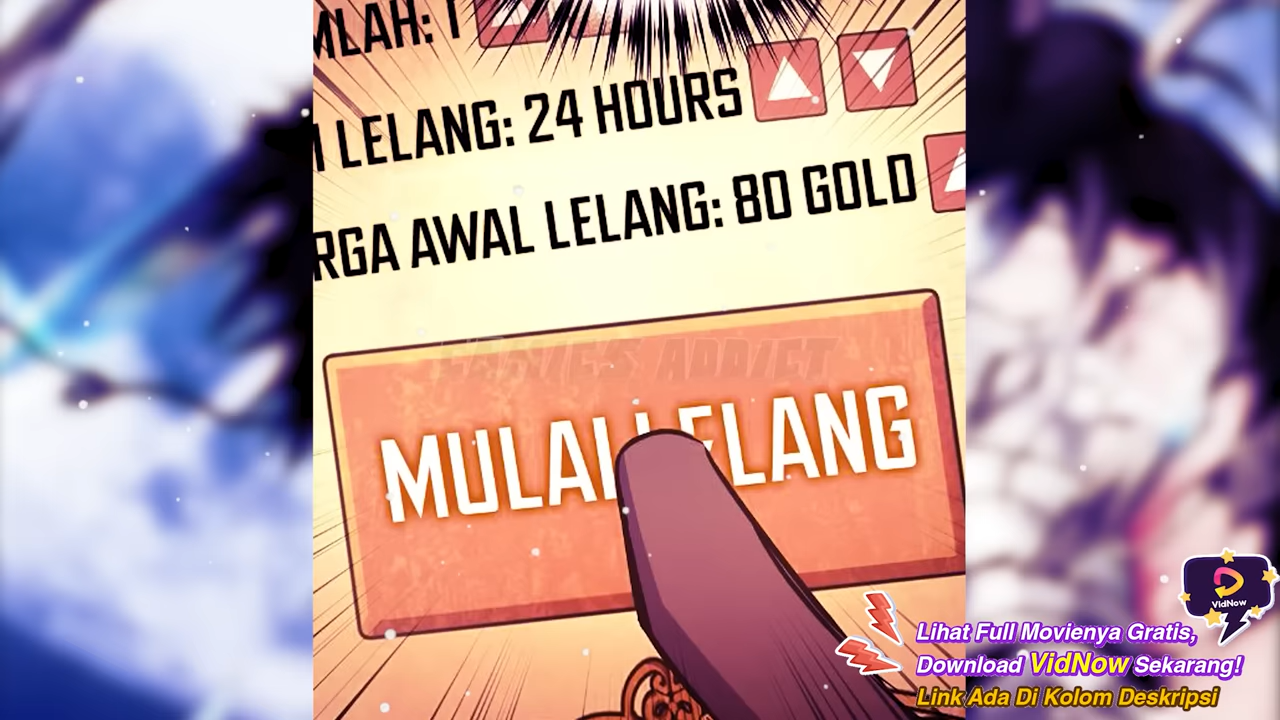 MLAH: 1
LELANG: 24 HOURS
RGA AWAL LELANG: 80 GOLD
ADDICT
MULAI LELANG
VidNow
Lihat Full Movienya Gratis,
Download VidNow Sekarang!
Link Ada Di Kolom Deskripsi